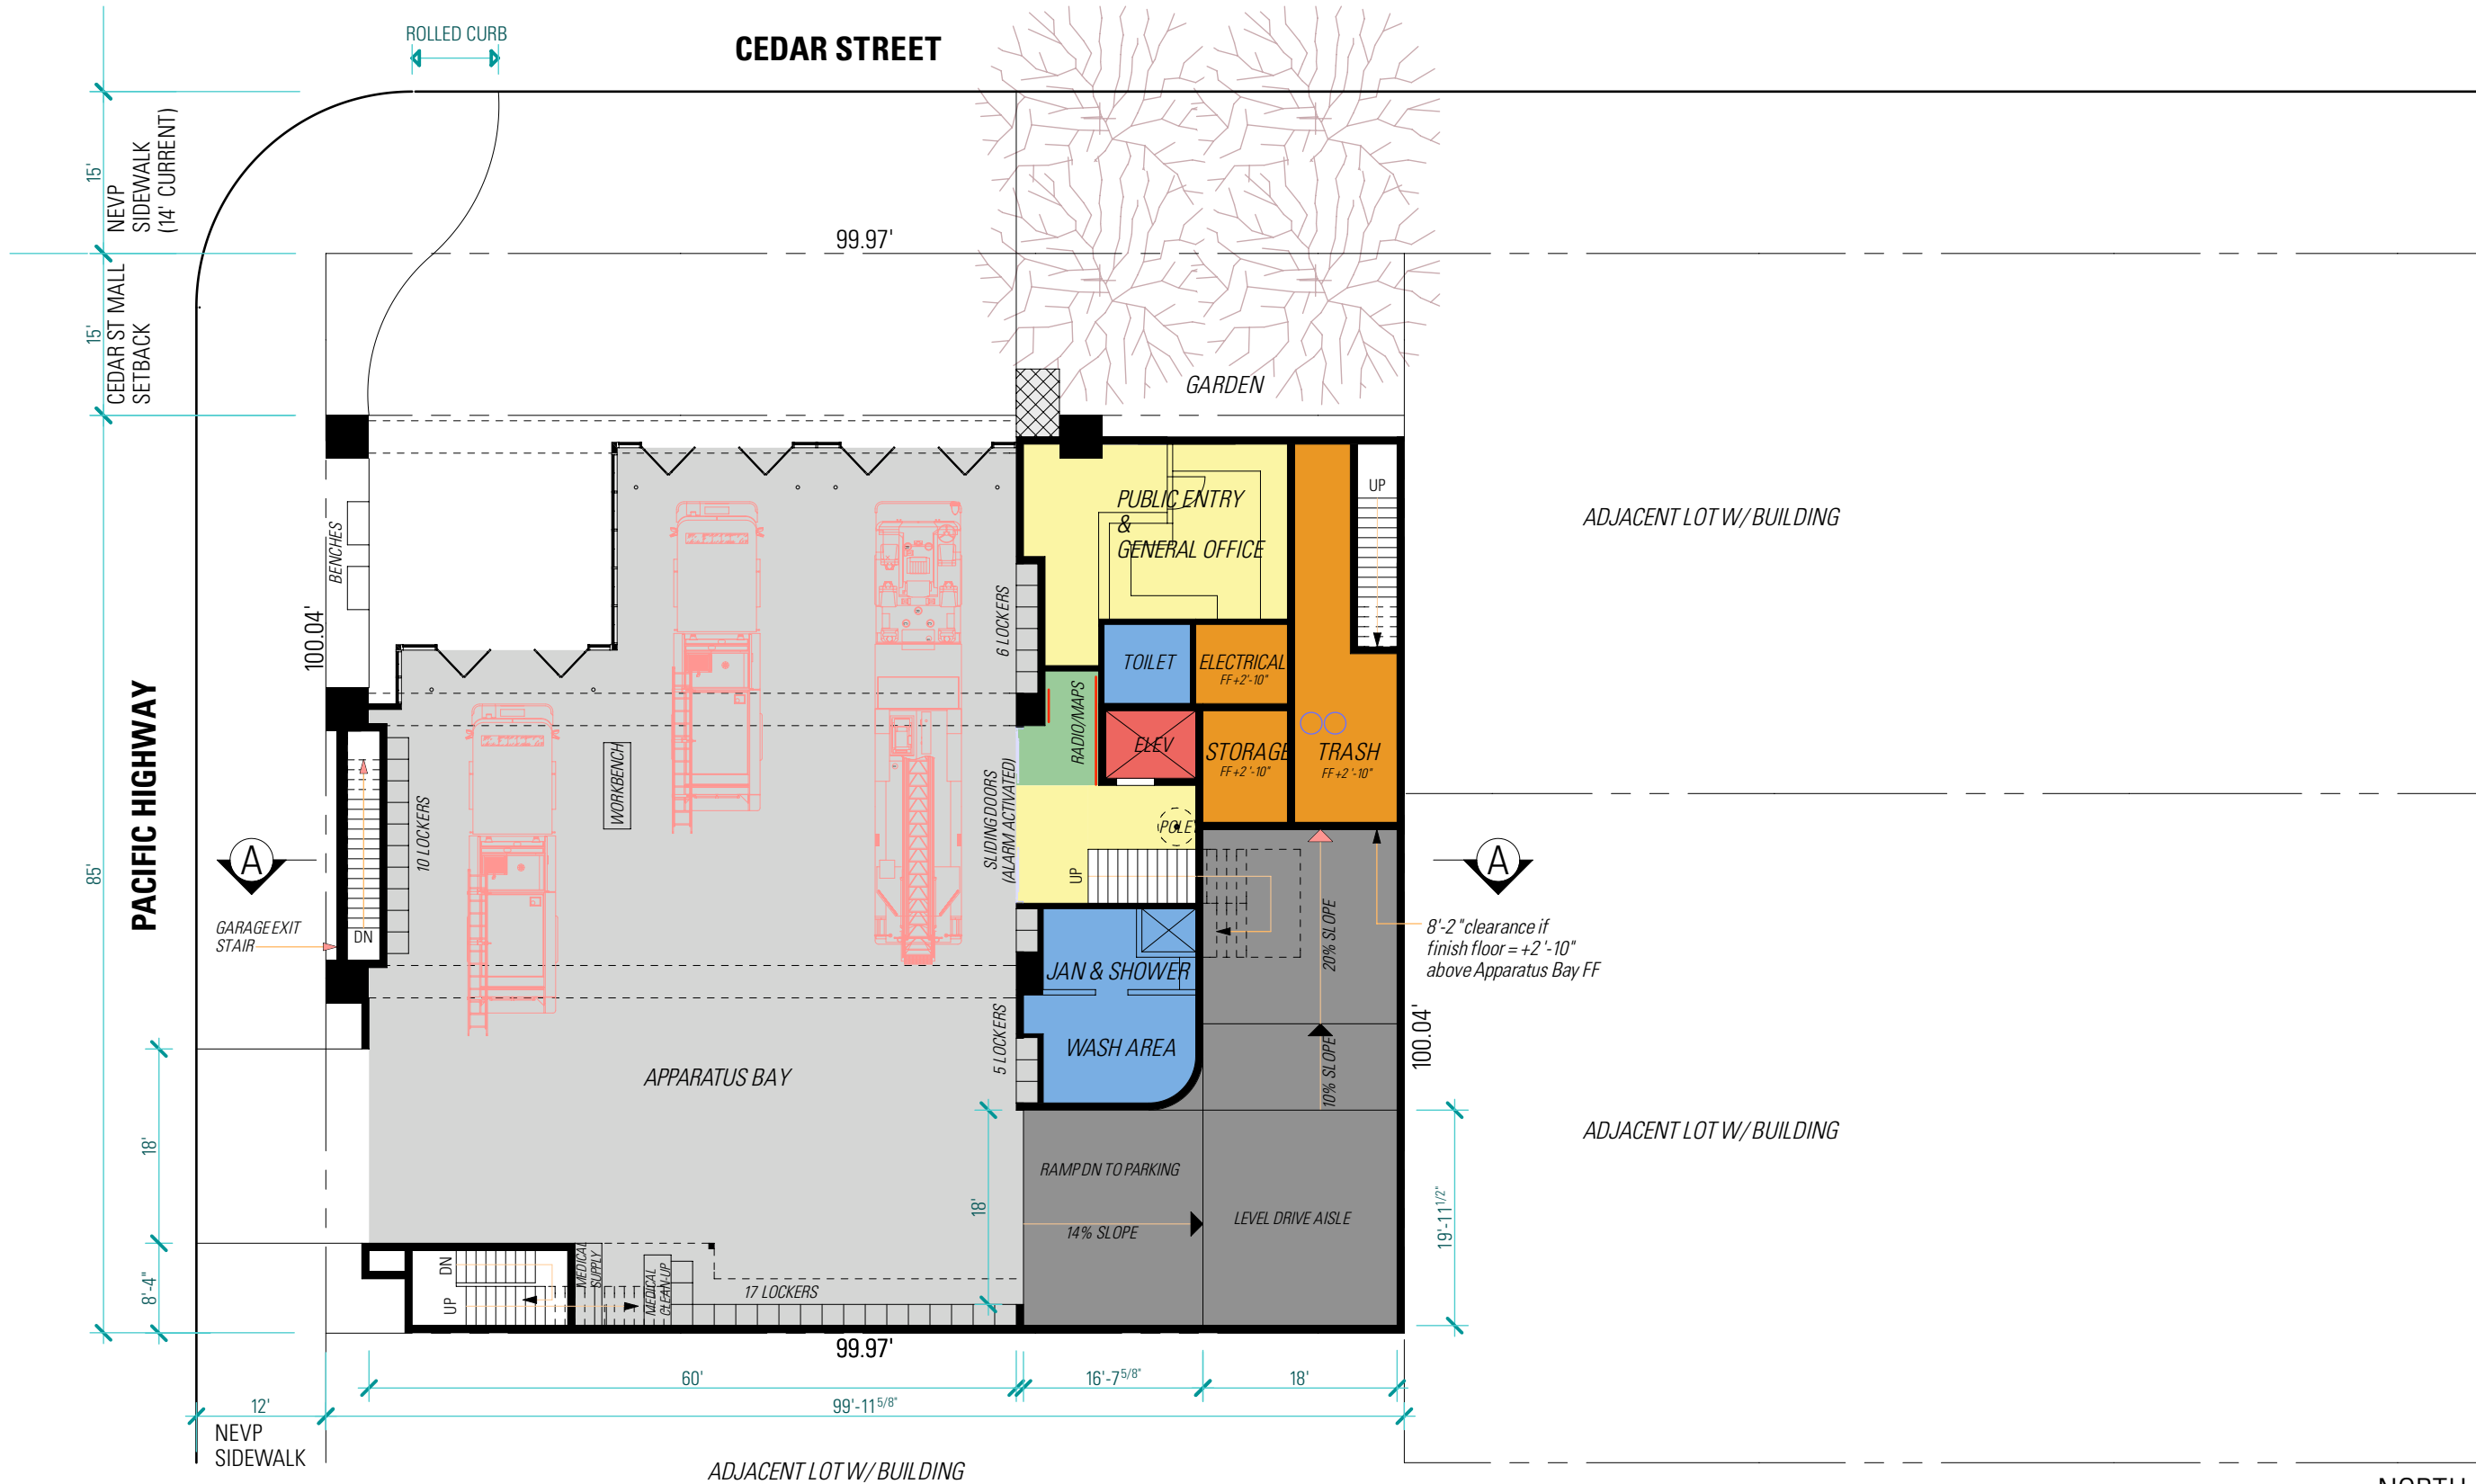 ROLLED CURB
CEDAR STREET
15'
NEVP
SIDEWALK
(14' CURRENT)
99.97'
15'
CEDAR ST MALL
SETBACK
GARDEN
BENCHES
100.04'
PUBLIC ENTRY
&
GENERAL OFFICE
UP
ADJACENT LOT W/ BUILDING
6 LOCKERS
TOILET
ELECTRICAL
FF+2'-10"
RADIO/MAPS
ELEV
STORAGE
FF+2'-10"
TRASH
FF+2'-10"
PACIFIC HIGHWAY
WORKBENCH
10 LOCKERS
SLIDING DOORS
(ALARM ACTIVATED)
POLE
UP
A
A
85'
GARAGE EXIT
STAIR
DN
20% SLOPE
8'-2" clearance if
finish floor = +2'-10"
above Apparatus Bay FF
JAN & SHOWER
WASH AREA
5 LOCKERS
10% SLOPE
100.04'
APPARATUS BAY
ADJACENT LOT W/ BUILDING
18'
18'
RAMP DN TO PARKING
14% SLOPE
LEVEL DRIVE AISLE
19'-11 1/2"
8'-4"
DN
UP
MEDICAL
SUPPLY
MEDICAL
CLEAN-UP
17 LOCKERS
99.97'
60'
16'-7 5/8"
18'
12'
99'-11 5/8"
NEVP
SIDEWALK
ADJACENT LOT W/ BUILDING